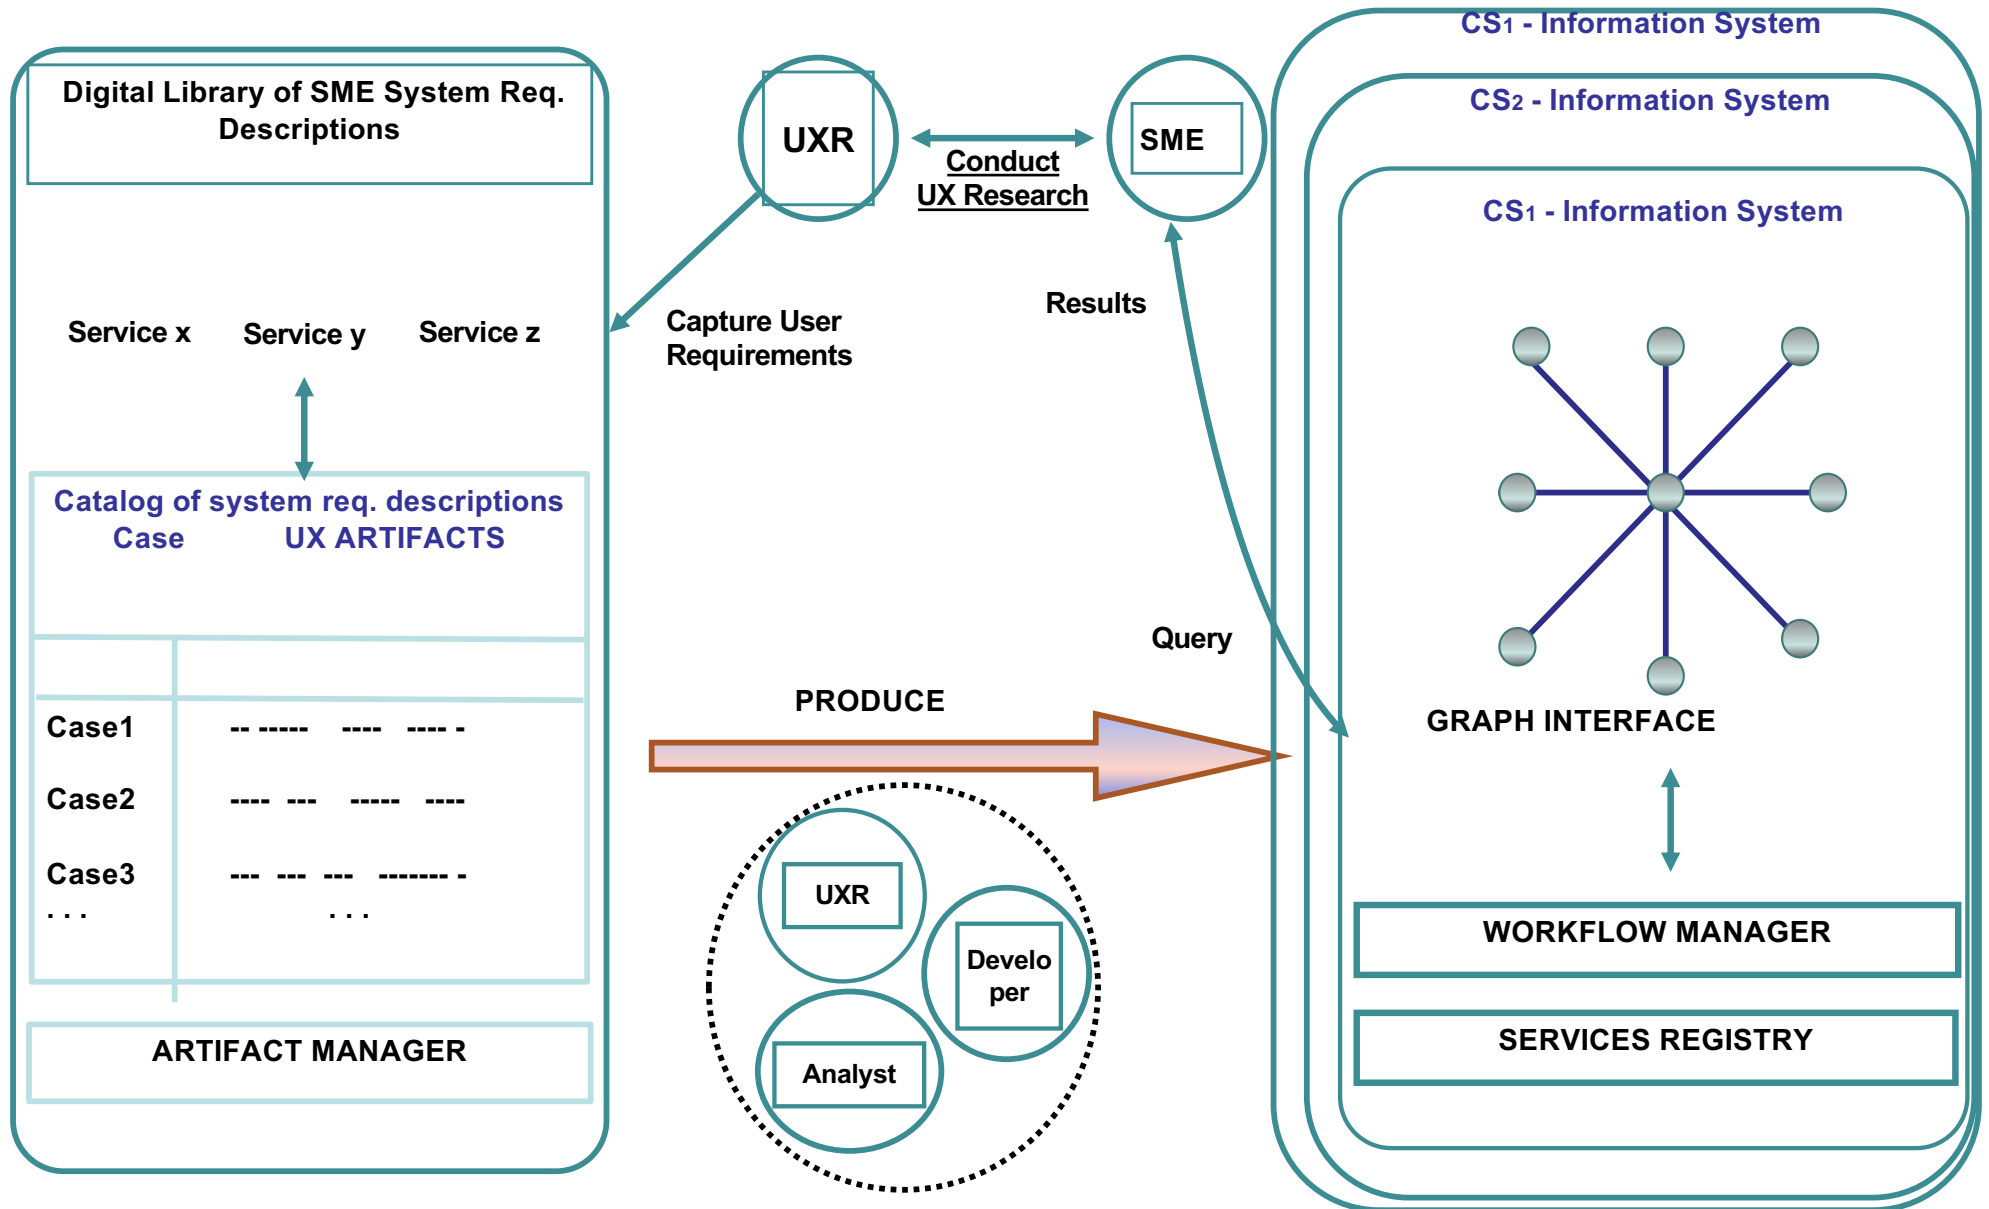 Digital Library of SME System Req.
Descriptions
Service x
Service y
Service z
Catalog of system req. descriptions
Case UX ARTIFACTS
Case1 -- ----- ---- ---- -
Case2 ---- --- ----- ----
Case3 --- --- --- ------- -
. . . . . .
ARTIFACT MANAGER
UXR
Conduct
UX Research
SME
Capture User
Requirements
Results
Query
PRODUCE
UXR
Develo
per
Analyst
CS1 - Information System
CS2 - Information System
CS1 - Information System
GRAPH INTERFACE
WORKFLOW MANAGER
SERVICES REGISTRY